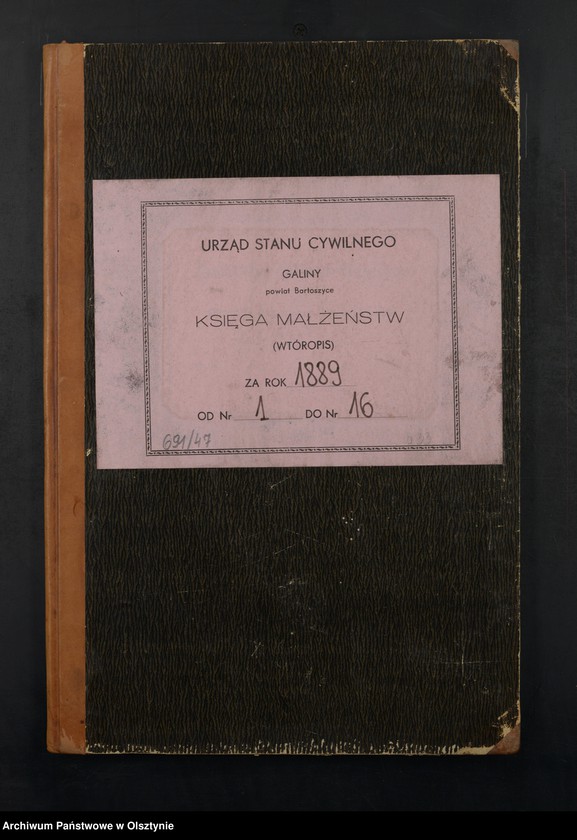 URZĄD STANU CYWILNEGO
GALINY
powiat Bartoszyce
KSIĘGA MAŁŻEŃSTW
(WTÓROPIS)
ZA ROK 1889
OD Nr 1 DO Nr 16
691/47
Archiwum Państwowe w Olsztynie